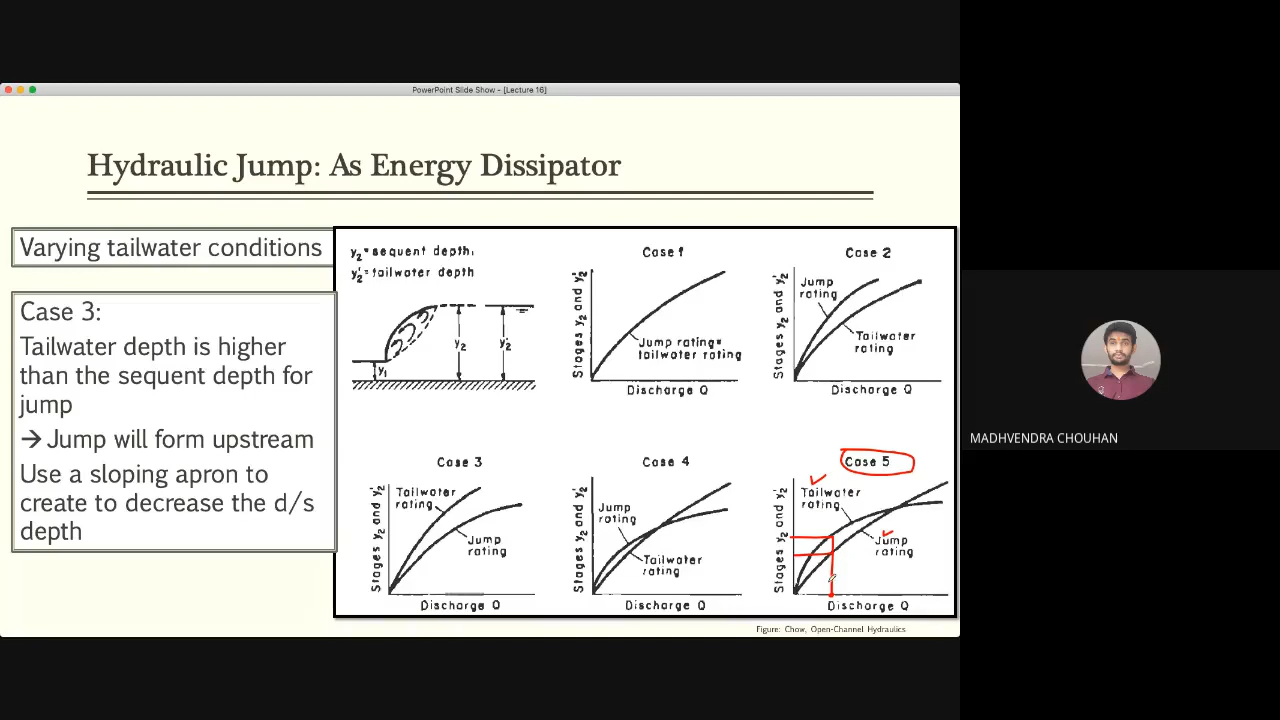 PowerPoint Slide Show - [Lecture 16]
Hydraulic Jump: As Energy Dissipator
Varying tailwater conditions
Case 3:
Tailwater depth is higher
than the sequent depth for
jump
→ Jump will form upstream
Use a sloping apron to
create to decrease the d/s
depth
y2 = sequent depth
y2' = tailwater depth
y1
y2
y2'
Case 1
Stages y2 and y2'
Jump rating=
tailwater rating
Discharge Q
Case 2
Stages y2 and y2'
Jump
rating
Tailwater
rating
Discharge Q
Case 3
Stages y2 and y2'
Tailwater
rating
Jump
rating
Discharge Q
Case 4
Stages y2 and y2'
Jump
rating
Tailwater
rating
Discharge Q
Case 5
Stages y2 and y2'
Tailwater
rating
Jump
rating
Discharge Q
Figure: Chow, Open-Channel Hydraulics
MADHVENDRA CHOUHAN